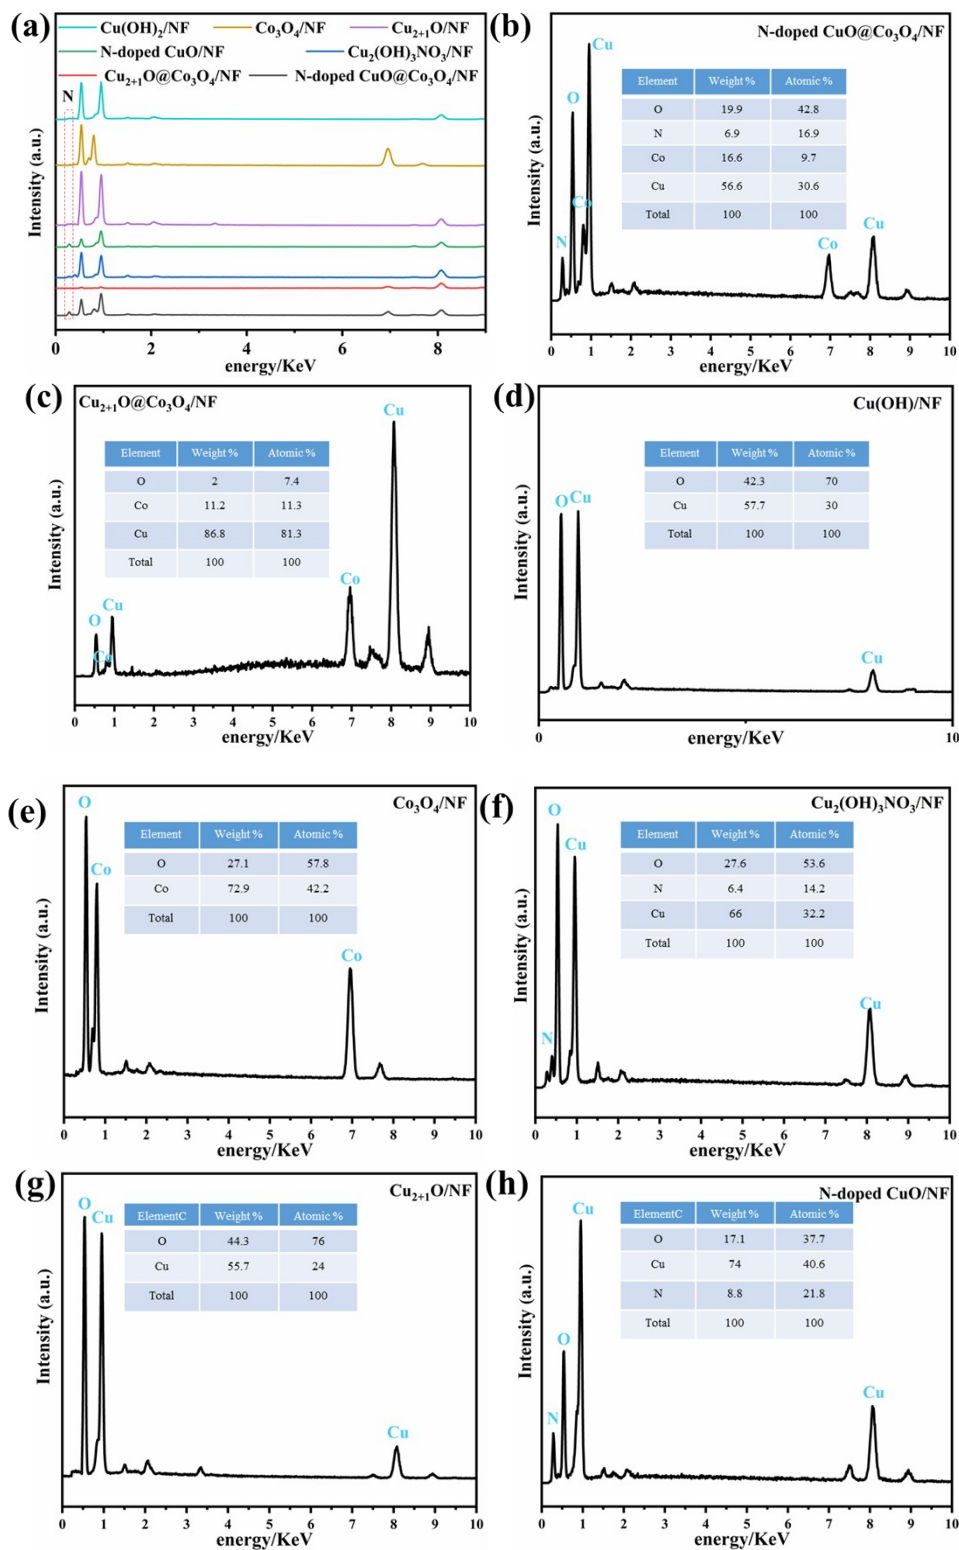 (a)
Cu(OH)₂/NF Co₃O₄/NF Cu₂₊₁O/NF
N-doped CuO/NF Cu₂(OH)₃NO₃/NF
Cu₂₊₁O@Co₃O₄/NF N-doped CuO@Co₃O₄/NF
N
Intensity (a.u.)
0 2 4 6 8
energy/KeV
(b)
N-doped CuO@Co₃O₄/NF
Cu
Element Weight % Atomic %
O 19.9 42.8
N 6.9 16.9
Co 16.6 9.7
Cu 56.6 30.6
Total 100 100
O
Co
N
Co
Cu
Intensity (a.u.)
0 1 2 3 4 5 6 7 8 9 10
energy/KeV
(c)
Cu₂₊₁O@Co₃O₄/NF
Cu
Element Weight % Atomic %
O 2 7.4
Co 11.2 11.3
Cu 86.8 81.3
Total 100 100
Co
Cu
O
Co
Intensity (a.u.)
0 1 2 3 4 5 6 7 8 9 10
energy/KeV
(d)
Cu(OH)/NF
Element Weight % Atomic %
O 42.3 70
Cu 57.7 30
Total 100 100
O Cu
Cu
Intensity (a.u.)
0 10
energy/KeV
(e)
Co₃O₄/NF
O
Element Weight % Atomic %
O 27.1 57.8
Co 72.9 42.2
Total 100 100
Co
Co
Intensity (a.u.)
0 1 2 3 4 5 6 7 8 9 10
energy/KeV
(f)
Cu₂(OH)₃NO₃/NF
O
Cu
Element Weight % Atomic %
O 27.6 53.6
N 6.4 14.2
Cu 66 32.2
Total 100 100
N
Cu
Intensity (a.u.)
0 1 2 3 4 5 6 7 8 9 10
energy/KeV
(g)
Cu₂₊₁O/NF
O
Cu
ElementC Weight % Atomic %
O 44.3 76
Cu 55.7 24
Total 100 100
Cu
Intensity (a.u.)
0 1 2 3 4 5 6 7 8 9 10
energy/KeV
(h)
N-doped CuO/NF
Cu
ElementC Weight % Atomic %
O 17.1 37.7
Cu 74 40.6
N 8.8 21.8
Total 100 100
O
N
Cu
Intensity (a.u.)
0 1 2 3 4 5 6 7 8 9 10
energy/KeV